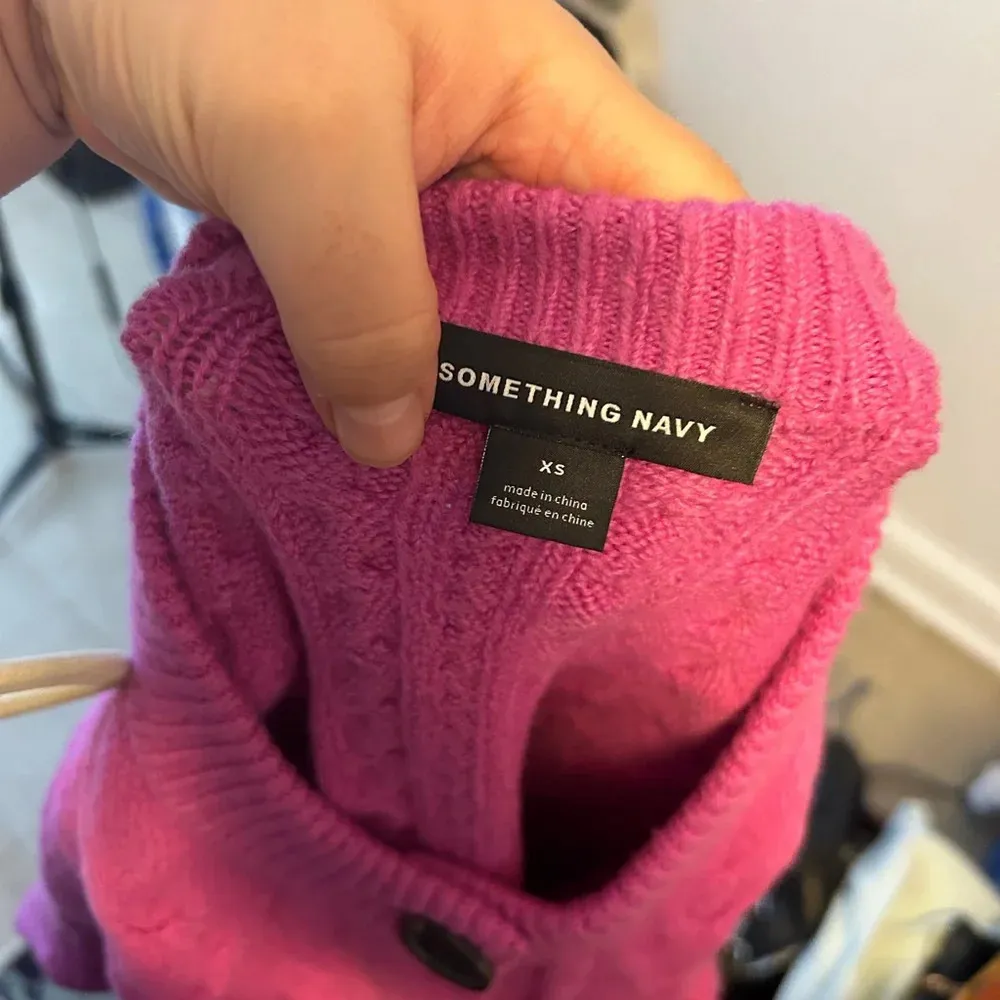 SOMETHING NAVY
XS
made in china
fabriqué en chine